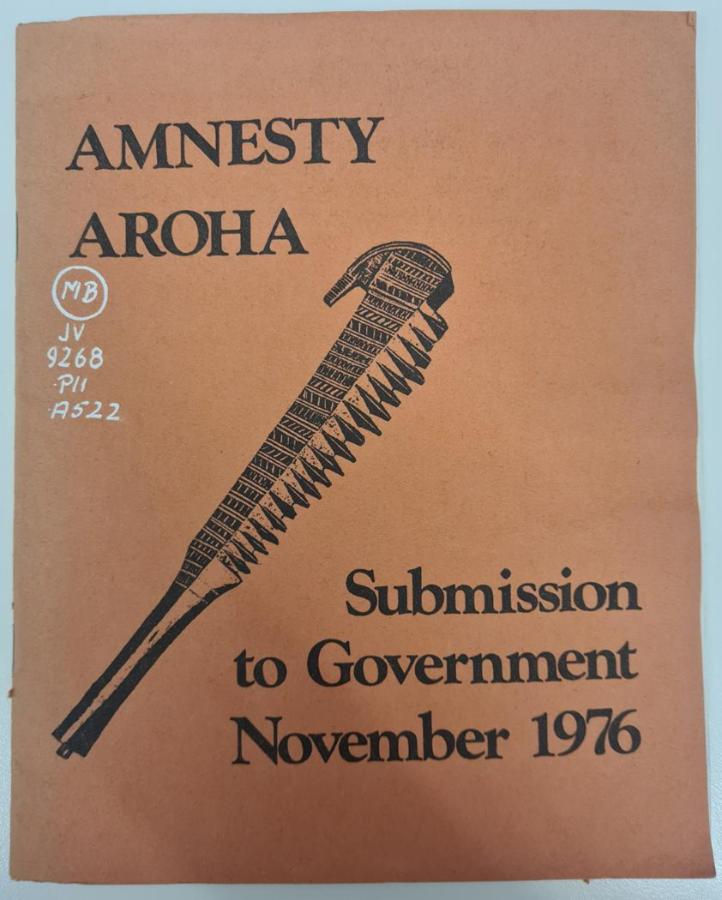 AMNESTY
AROHA
MB
JV
9268
.P11
.A522
Submission
to Government
November 1976